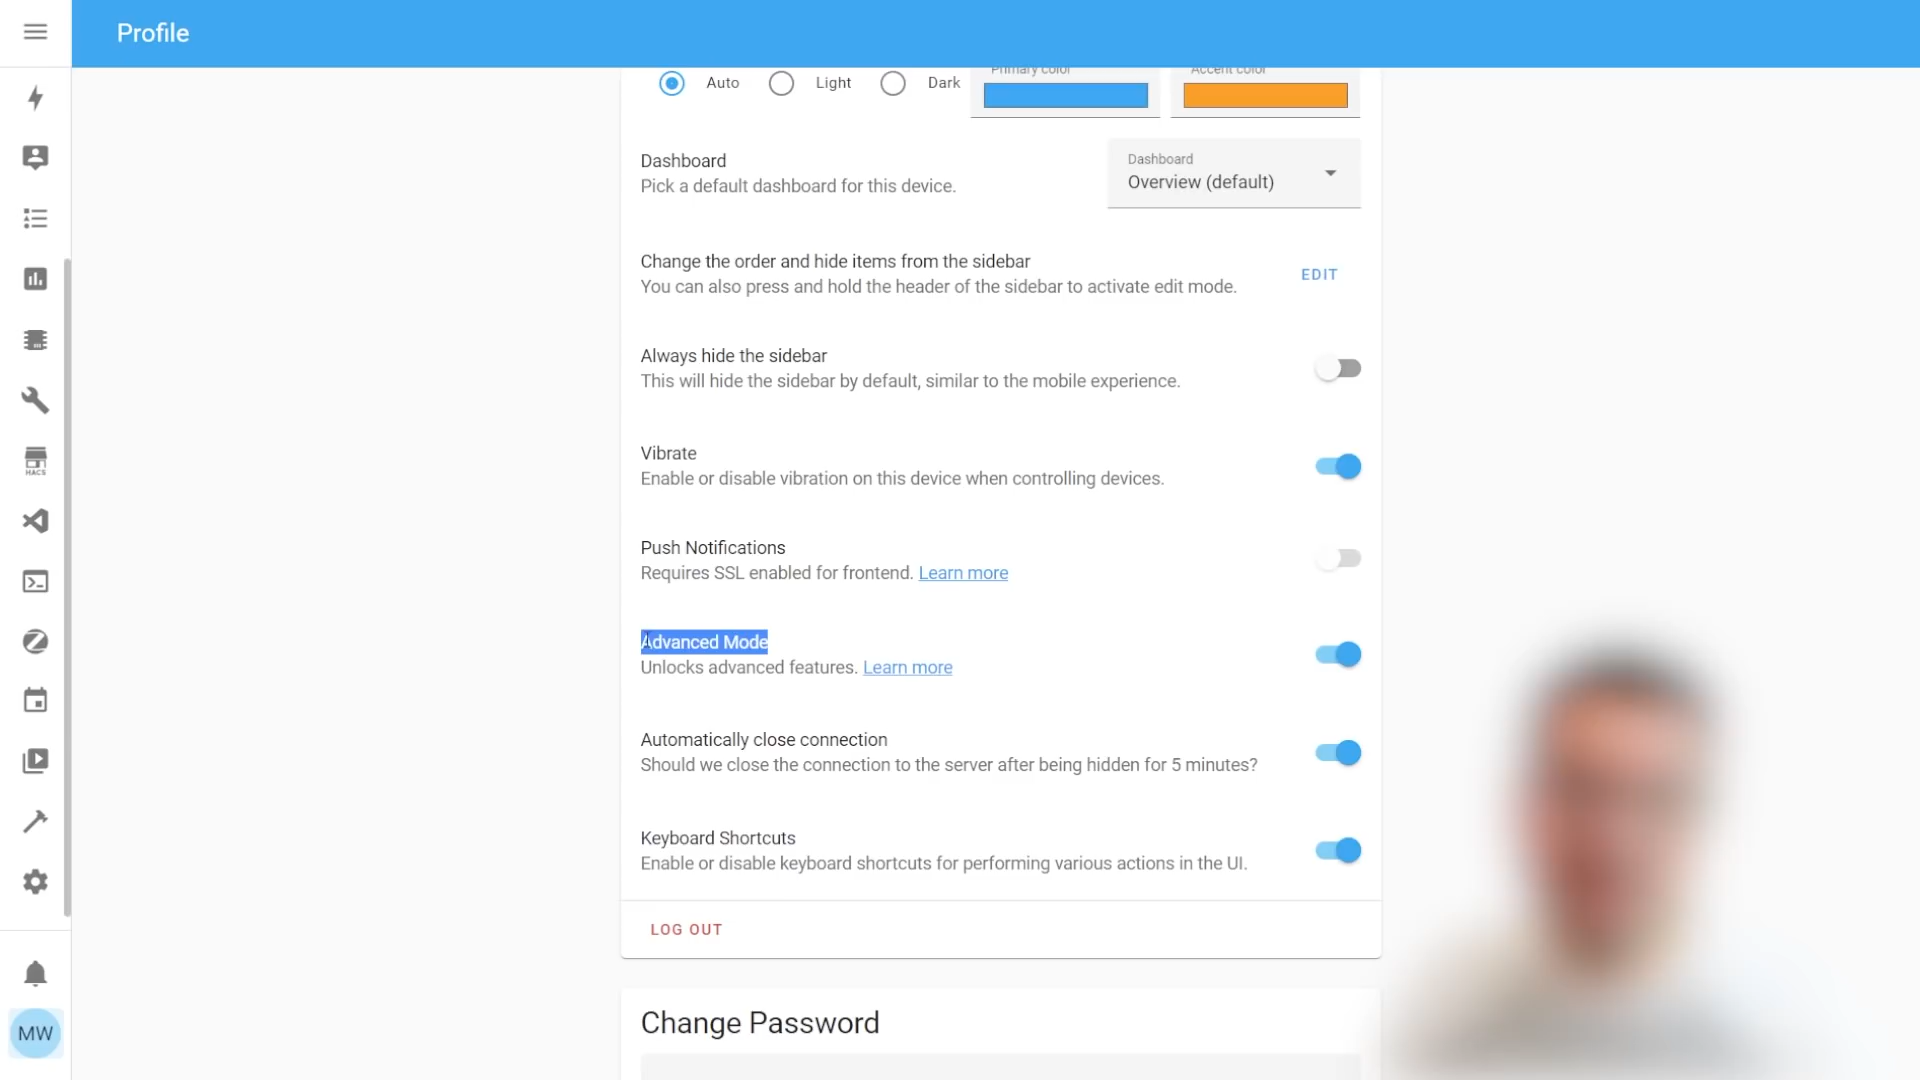 Profile
Auto
Light
Dark
Primary color
Accent color
Dashboard
Pick a default dashboard for this device.
Dashboard
Overview (default)
Change the order and hide items from the sidebar
You can also press and hold the header of the sidebar to activate edit mode.
EDIT
Always hide the sidebar
This will hide the sidebar by default, similar to the mobile experience.
Vibrate
Enable or disable vibration on this device when controlling devices.
HACS
Push Notifications
Requires SSL enabled for frontend. Learn more
Advanced Mode
Unlocks advanced features. Learn more
Automatically close connection
Should we close the connection to the server after being hidden for 5 minutes?
Keyboard Shortcuts
Enable or disable keyboard shortcuts for performing various actions in the UI.
LOG OUT
MW
Change Password